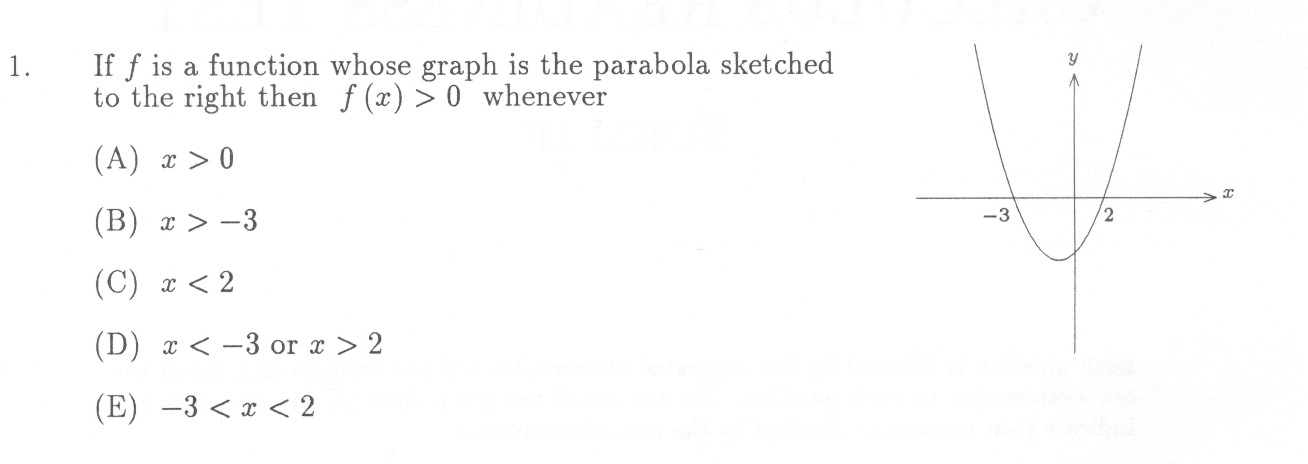 1. If f is a function whose graph is the parabola sketched
to the right then f (x) > 0 whenever
(A) x > 0
(B) x > −3
(C) x < 2
(D) x < −3 or x > 2
(E) −3 < x < 2
y
x
−3
2